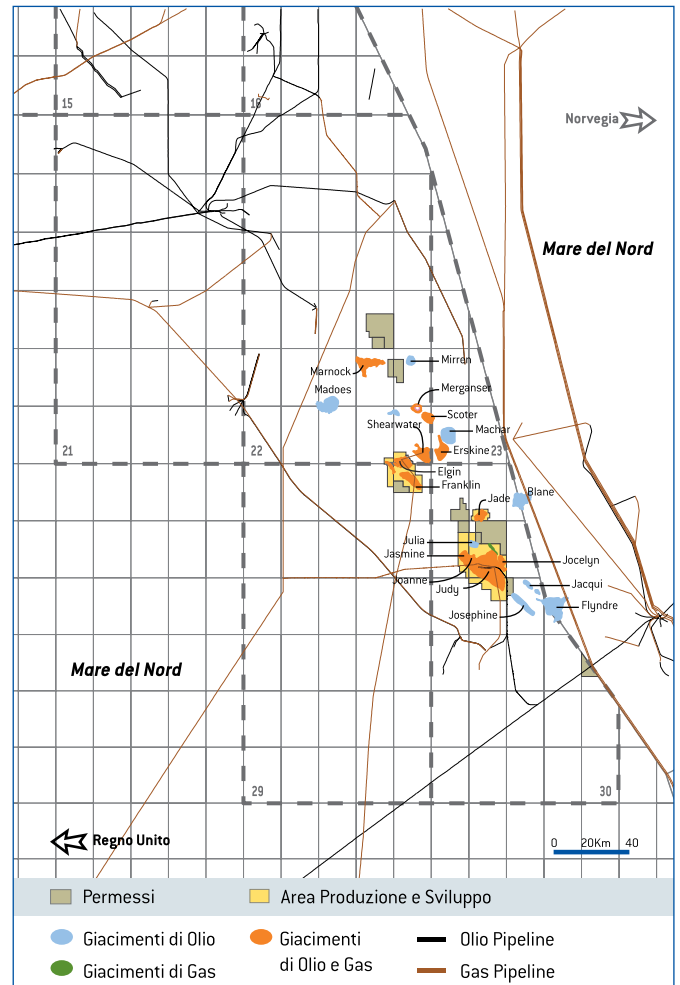 15
16
Norvegia
Mare del Nord
Mirren
Marnock
Madoes
Merganser
Scoter
Shearwater
Machar
Erskine
21
22
23
Elgin
Franklin
Jade
Blane
Julia
Jasmine
Jocelyn
Joanne
Jacqui
Judy
Flyndre
Josephine
Mare del Nord
29
30
Regno Unito
0 20Km 40
Permessi
Area Produzione e Sviluppo
Giacimenti di Olio
Giacimenti
di Olio e Gas
Olio Pipeline
Giacimenti di Gas
Gas Pipeline